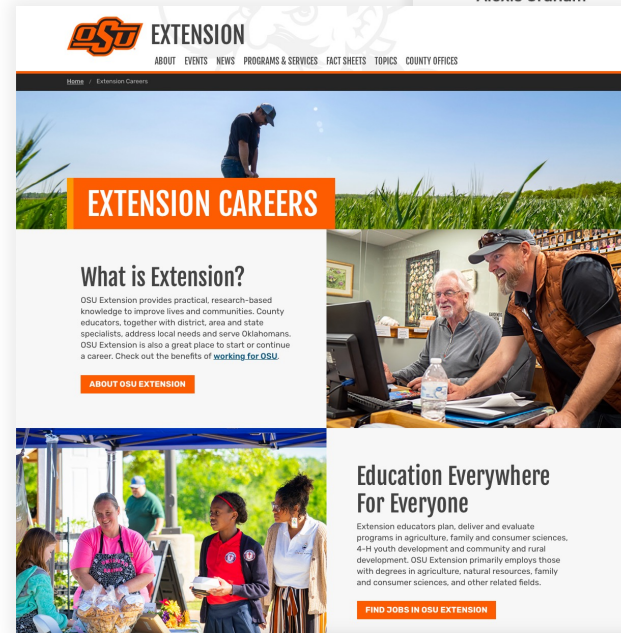 OSU
EXTENSION
ABOUT EVENTS NEWS PROGRAMS & SERVICES FACT SHEETS TOPICS COUNTY OFFICES
Home / Extension Careers
EXTENSION CAREERS
What is Extension?
OSU Extension provides practical, research-based
knowledge to improve lives and communities. County
educators, together with district, area and state
specialists, address local needs and serve Oklahomans.
OSU Extension is also a great place to start or continue
a career. Check out the benefits of working for OSU.
ABOUT OSU EXTENSION
Education Everywhere
For Everyone
Extension educators plan, deliver and evaluate
programs in agriculture, family and consumer sciences,
4-H youth development and community and rural
development. OSU Extension primarily employs those
with degrees in agriculture, natural resources, family
and consumer sciences, and other related fields.
FIND JOBS IN OSU EXTENSION